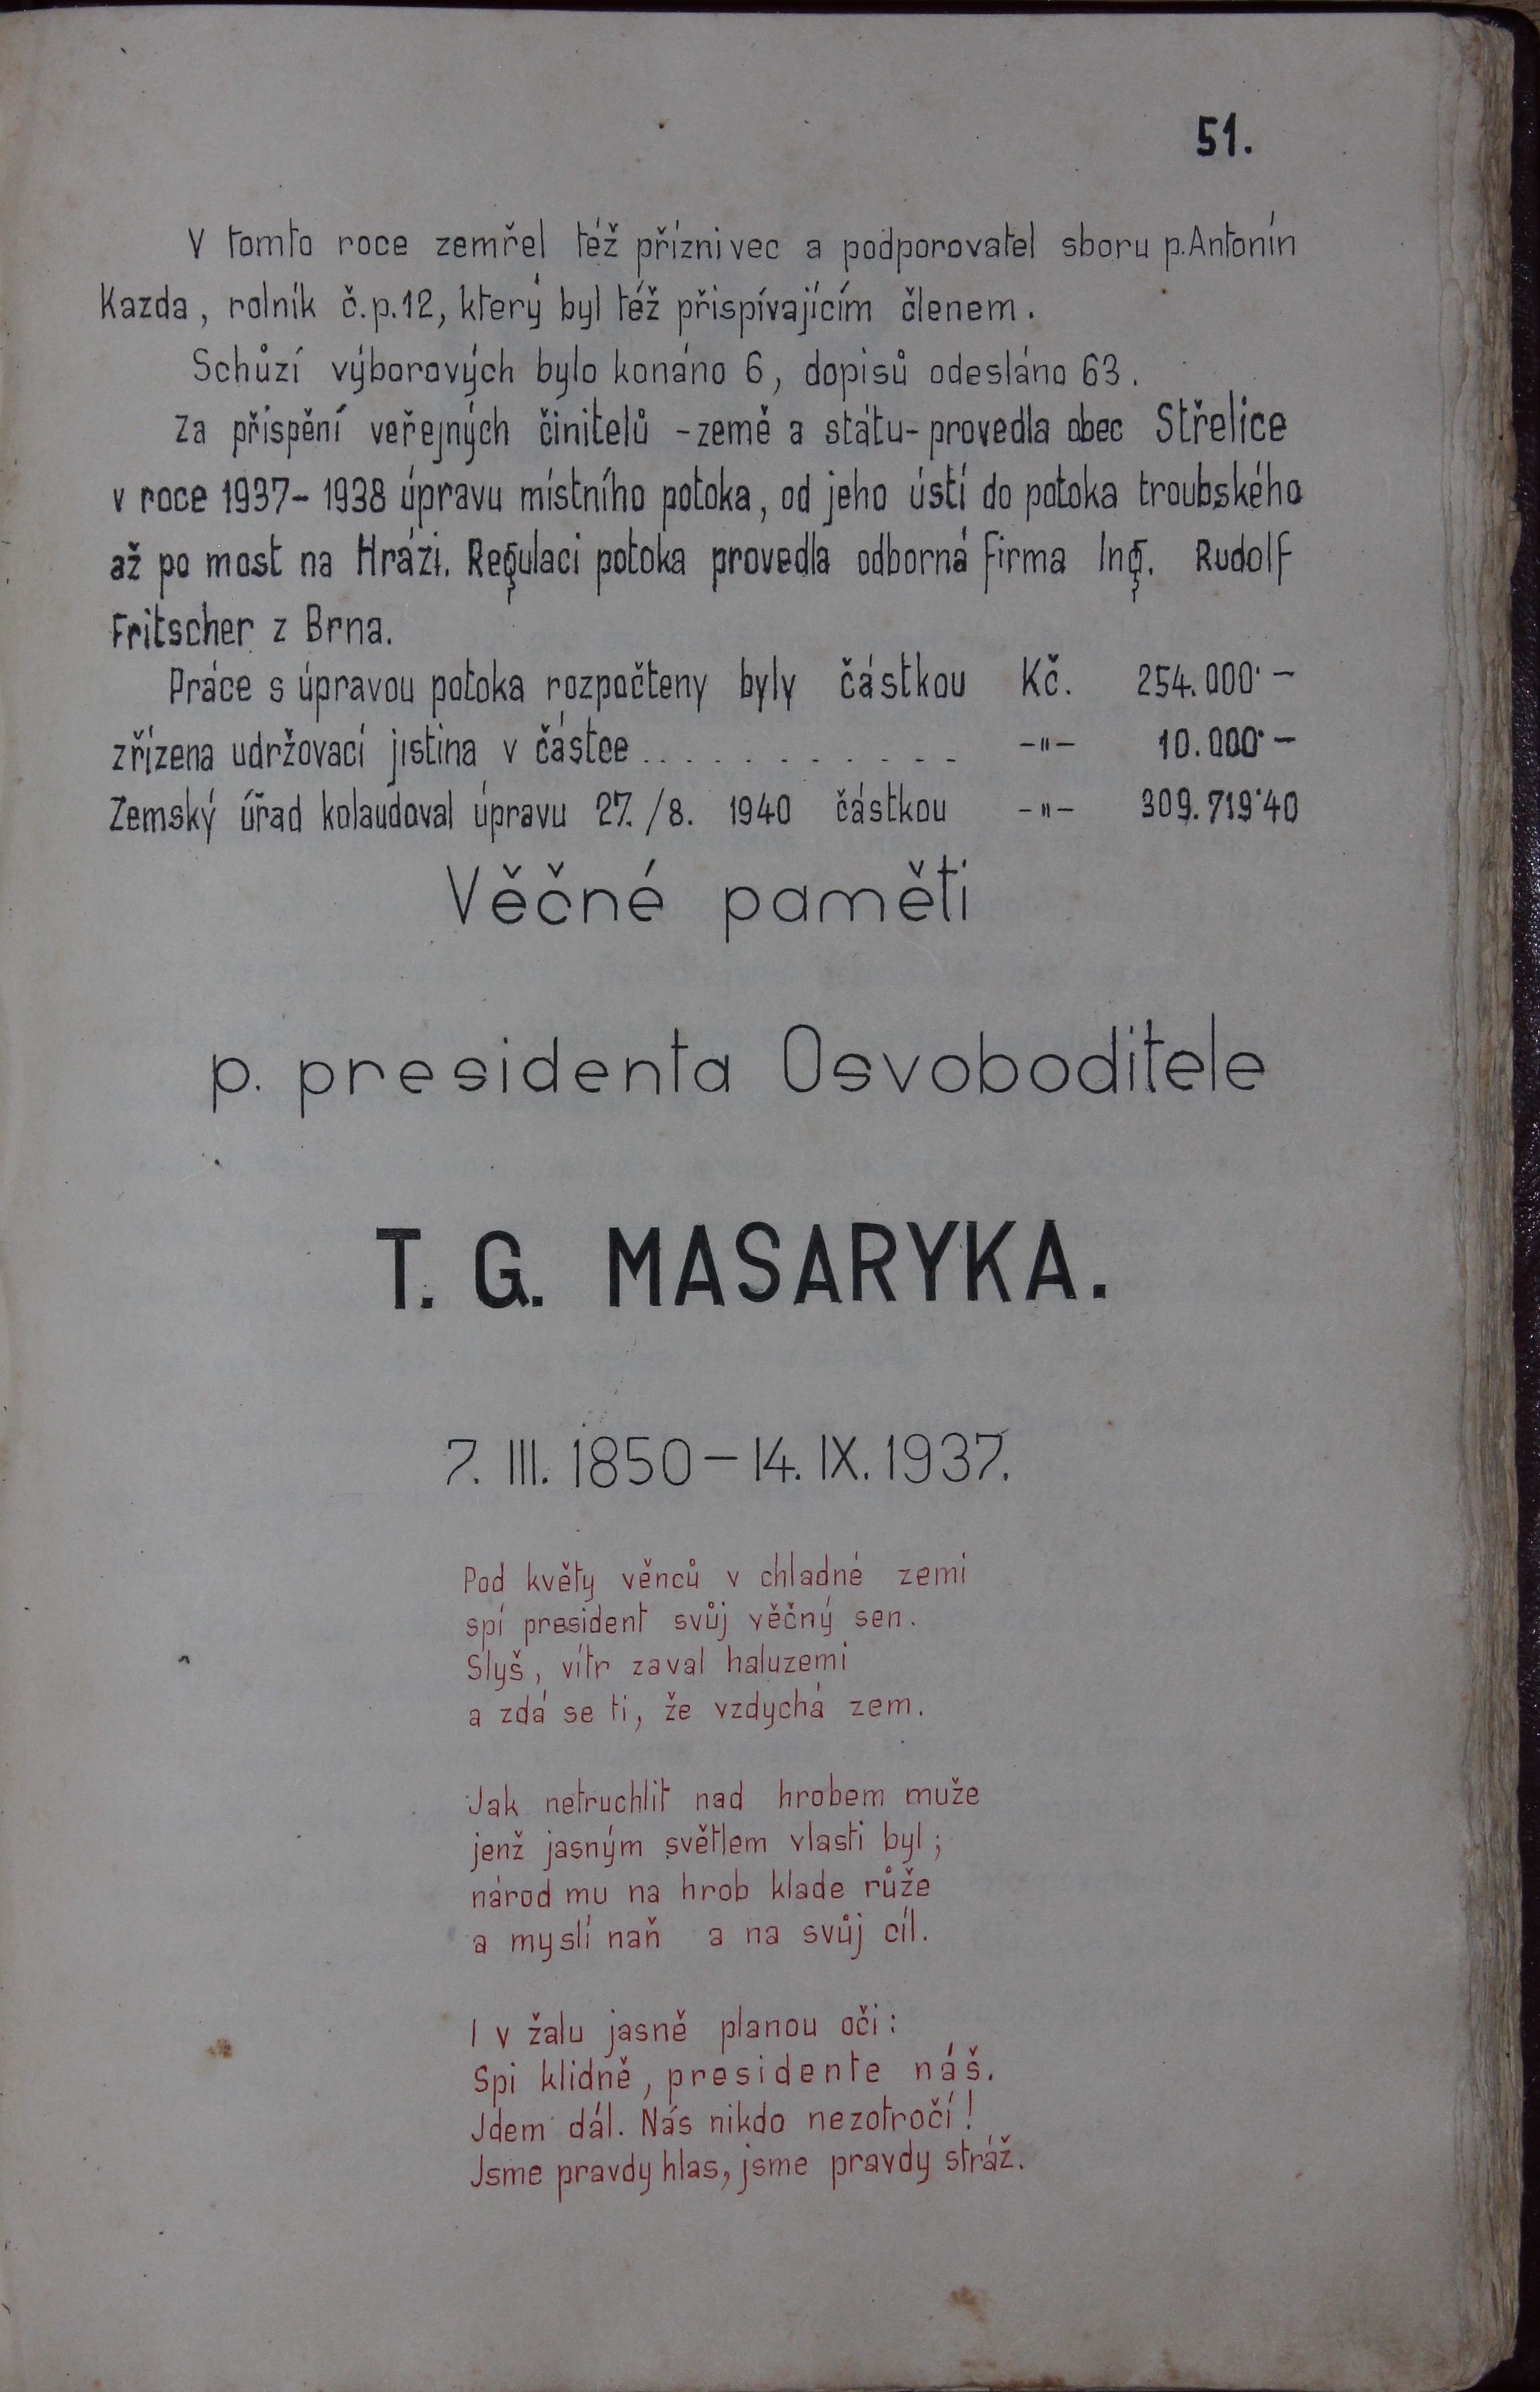 51.
V tomto roce zemřel též příznivec a podporovatel sboru p. Antonín
Kazda, rolník č.p.12, který byl též přispívajícím členem.
Schůzí výborových bylo konáno 6, dopisů odesláno 63.
Za přispění veřejných činitelů - země a státu - provedla obec Střelice
v roce 1937 - 1938 úpravu místního potoka, od jeho ústí do potoka troubského
až po most na Hrázi. Regulaci potoka provedla odborná firma Ing. Rudolf
Fritscher z Brna.
Práce s úpravou potoka rozpočteny byly částkou Kč. 254.000·—
zřízena udržovací jistina v částce . . . . . . . . . . . —"— 10.000·—
Zemský úřad kolaudoval úpravu 27./8. 1940 částkou —"— 309.719·40
Věčné paměti
p. presidenta Osvoboditele
T. G. MASARYKA.
7. III. 1850 — 14. IX. 1937.
Pod květy věnců v chladné zemi
spí president svůj věčný sen.
Slyš, vítr zaval haluzemi
a zdá se ti, že vzdychá zem.
Jak netruchlit nad hrobem muže
jenž jasným světlem vlasti byl;
národ mu na hrob klade růže
a myslí naň a na svůj cíl.
I v žalu jasně planou oči:
Spi klidně, presidente náš.
Jdem dál. Nás nikdo nezotročí!
Jsme pravdy hlas, jsme pravdy stráž.